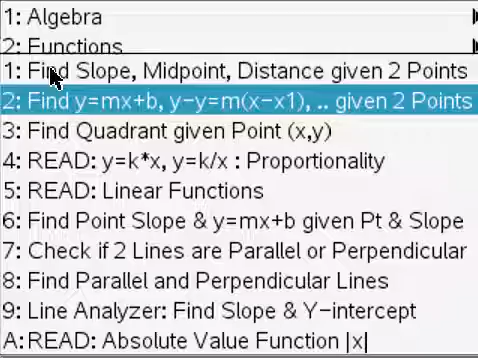 1: Algebra
2: Functions
1: Find Slope, Midpoint, Distance given 2 Points
2: Find y=mx+b, y−y=m(x−x1), .. given 2 Points
3: Find Quadrant given Point (x,y)
4: READ: y=k*x, y=k/x : Proportionality
5: READ: Linear Functions
6: Find Point Slope & y=mx+b given Pt & Slope
7: Check if 2 Lines are Parallel or Perpendicular
8: Find Parallel and Perpendicular Lines
9: Line Analyzer: Find Slope & Y-intercept
A:READ: Absolute Value Function |x|